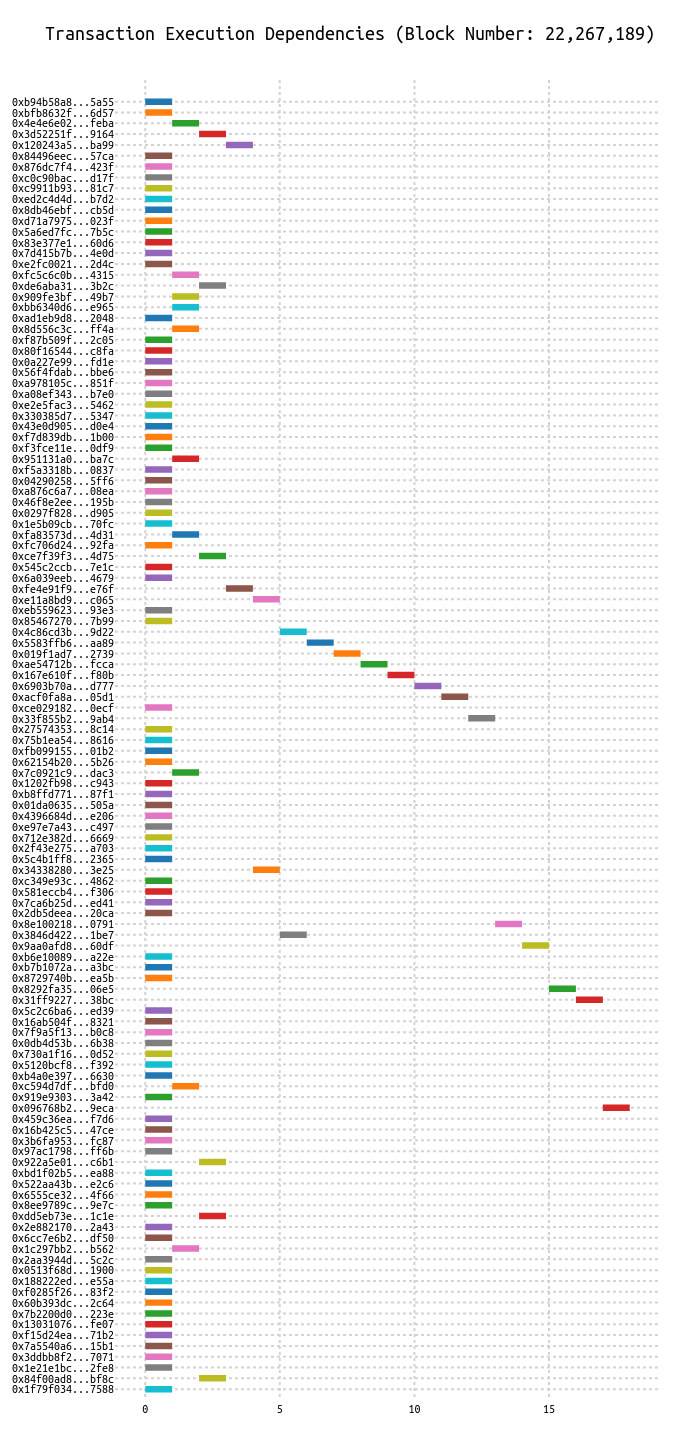 Transaction Execution Dependencies (Block Number: 22,267,189)
0xb94b58a8...5a55
0xbfb8632f...6d57
0x4e4e6e02...feba
0x3d52251f...9164
0x120243a5...ba99
0x84496eec...57ca
0x876dc7f4...423f
0xc0c90bac...d17f
0xc9911b93...81c7
0xed2c4d4d...b7d2
0x8db46ebf...cb5d
0xd71a7975...023f
0x5a6ed7fc...7b5c
0x83e377e1...60d6
0x7d415b7b...4e0d
0xe2fc0021...2d4c
0xfc5c6c0b...4315
0xde6aba31...3b2c
0x909fe3bf...49b7
0xbb6340d6...e965
0xad1eb9d8...2048
0x8d556c3c...ff4a
0xf87b509f...2c05
0x80f16544...c8fa
0x0a227e99...fd1e
0x56f4fdab...bbe6
0xa978105c...851f
0xa08ef343...b7e0
0xe2e5fac3...5462
0x330385d7...5347
0x43e0d905...d0e4
0xf7d839db...1b00
0xf3fce11e...0df9
0x951131a0...ba7c
0xf5a3318b...0837
0x04290258...5ff6
0xa876c6a7...08ea
0x46f8e2ee...195b
0x0297f828...d905
0x1e5b09cb...70fc
0xfa83573d...4d31
0xfc706d24...92fa
0xce7f39f3...4d75
0x545c2ccb...7e1c
0x6a039eeb...4679
0xfe4e91f9...e76f
0xe11a8bd9...c065
0xeb559623...93e3
0x85467270...7b99
0x4c86cd3b...9d22
0x5583ffb6...aa89
0x019f1ad7...2739
0xae54712b...fcca
0x167e610f...f80b
0x6903b70a...d777
0xacf0fa8a...05d1
0xce029182...0ecf
0x33f855b2...9ab4
0x27574353...8c14
0x75b1ea54...8616
0xfb099155...01b2
0x62154b20...5b26
0x7c0921c9...dac3
0x1202fb98...c943
0xb8ffd771...87f1
0x01da0635...505a
0x4396684d...e206
0xe97e7a43...c497
0x712e382d...6669
0x2f43e275...a703
0x5c4b1ff8...2365
0x34338280...3e25
0xc349e93c...4862
0x581eccb4...f306
0x7ca6b25d...ed41
0x2db5deea...20ca
0x8e100218...0791
0x3846d422...1be7
0x9aa0afd8...60df
0xb6e10089...a22e
0xb7b1072a...a3bc
0x8729740b...ea5b
0x8292fa35...06e5
0x31ff9227...38bc
0x5c2c6ba6...ed39
0x16ab504f...8321
0x7f9a5f13...b0c8
0x0db4d53b...6b38
0x730a1f16...0d52
0x5120bcf8...f392
0xb4a0e397...6630
0xc594d7df...bfd0
0x919e9303...3a42
0x096768b2...9eca
0x459c36ea...f7d6
0x16b425c5...47ce
0x3b6fa953...fc87
0x97ac1798...ff6b
0x922a5e01...c6b1
0xbd1f02b5...ea88
0x522aa43b...e2c6
0x6555ce32...4f66
0x8ee9789c...9e7c
0xdd5eb73e...1c1e
0x2e882170...2a43
0x6cc7e6b2...df50
0x1c297bb2...b562
0x2aa3944d...5c2c
0x0513f68d...1900
0x188222ed...e55a
0xf0285f26...83f2
0x60b393dc...2c64
0x7b2200d0...223e
0x13031076...fe07
0xf15d24ea...71b2
0x7a5540a6...15b1
0x3ddbb8f2...7071
0x1e21e1bc...2fe8
0x84f00ad8...bf8c
0x1f79f034...7588
0 5 10 15